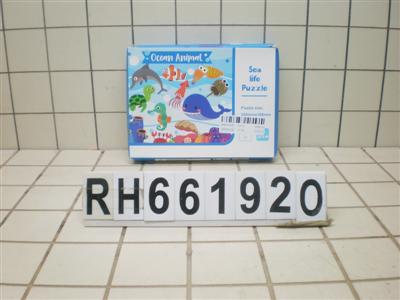 Ocean Animal
Sea
life
Puzzle
RH661920